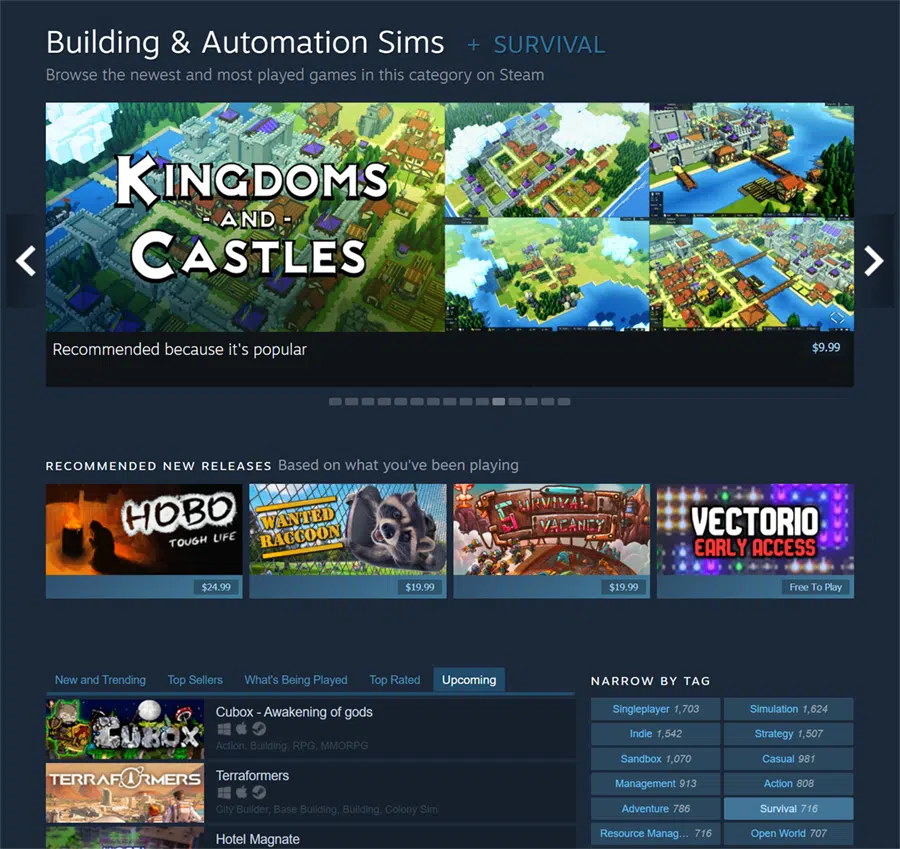 Building & Automation Sims + SURVIVAL
Browse the newest and most played games in this category on Steam
KINGDOMS
- AND -
CASTLES
Recommended because it's popular
$9.99
RECOMMENDED NEW RELEASES Based on what you've been playing
HOBO
TOUGH LIFE
$24.99
WANTED
RACCOON
$19.99
SURVIVAL
VACANCY
$19.99
VECTORIO
EARLY ACCESS
Free To Play
New and Trending Top Sellers What's Being Played Top Rated Upcoming
CUBOX
Cubox - Awakening of gods
Action, Building, RPG, MMORPG
TERRAFORMERS
Terraformers
City Builder, Base Building, Building, Colony Sim
Hotel Magnate
NARROW BY TAG
Singleplayer 1,703 Simulation 1,624
Indie 1,542 Strategy 1,507
Sandbox 1,070 Casual 981
Management 913 Action 808
Adventure 786 Survival 716
Resource Manag... 716 Open World 707